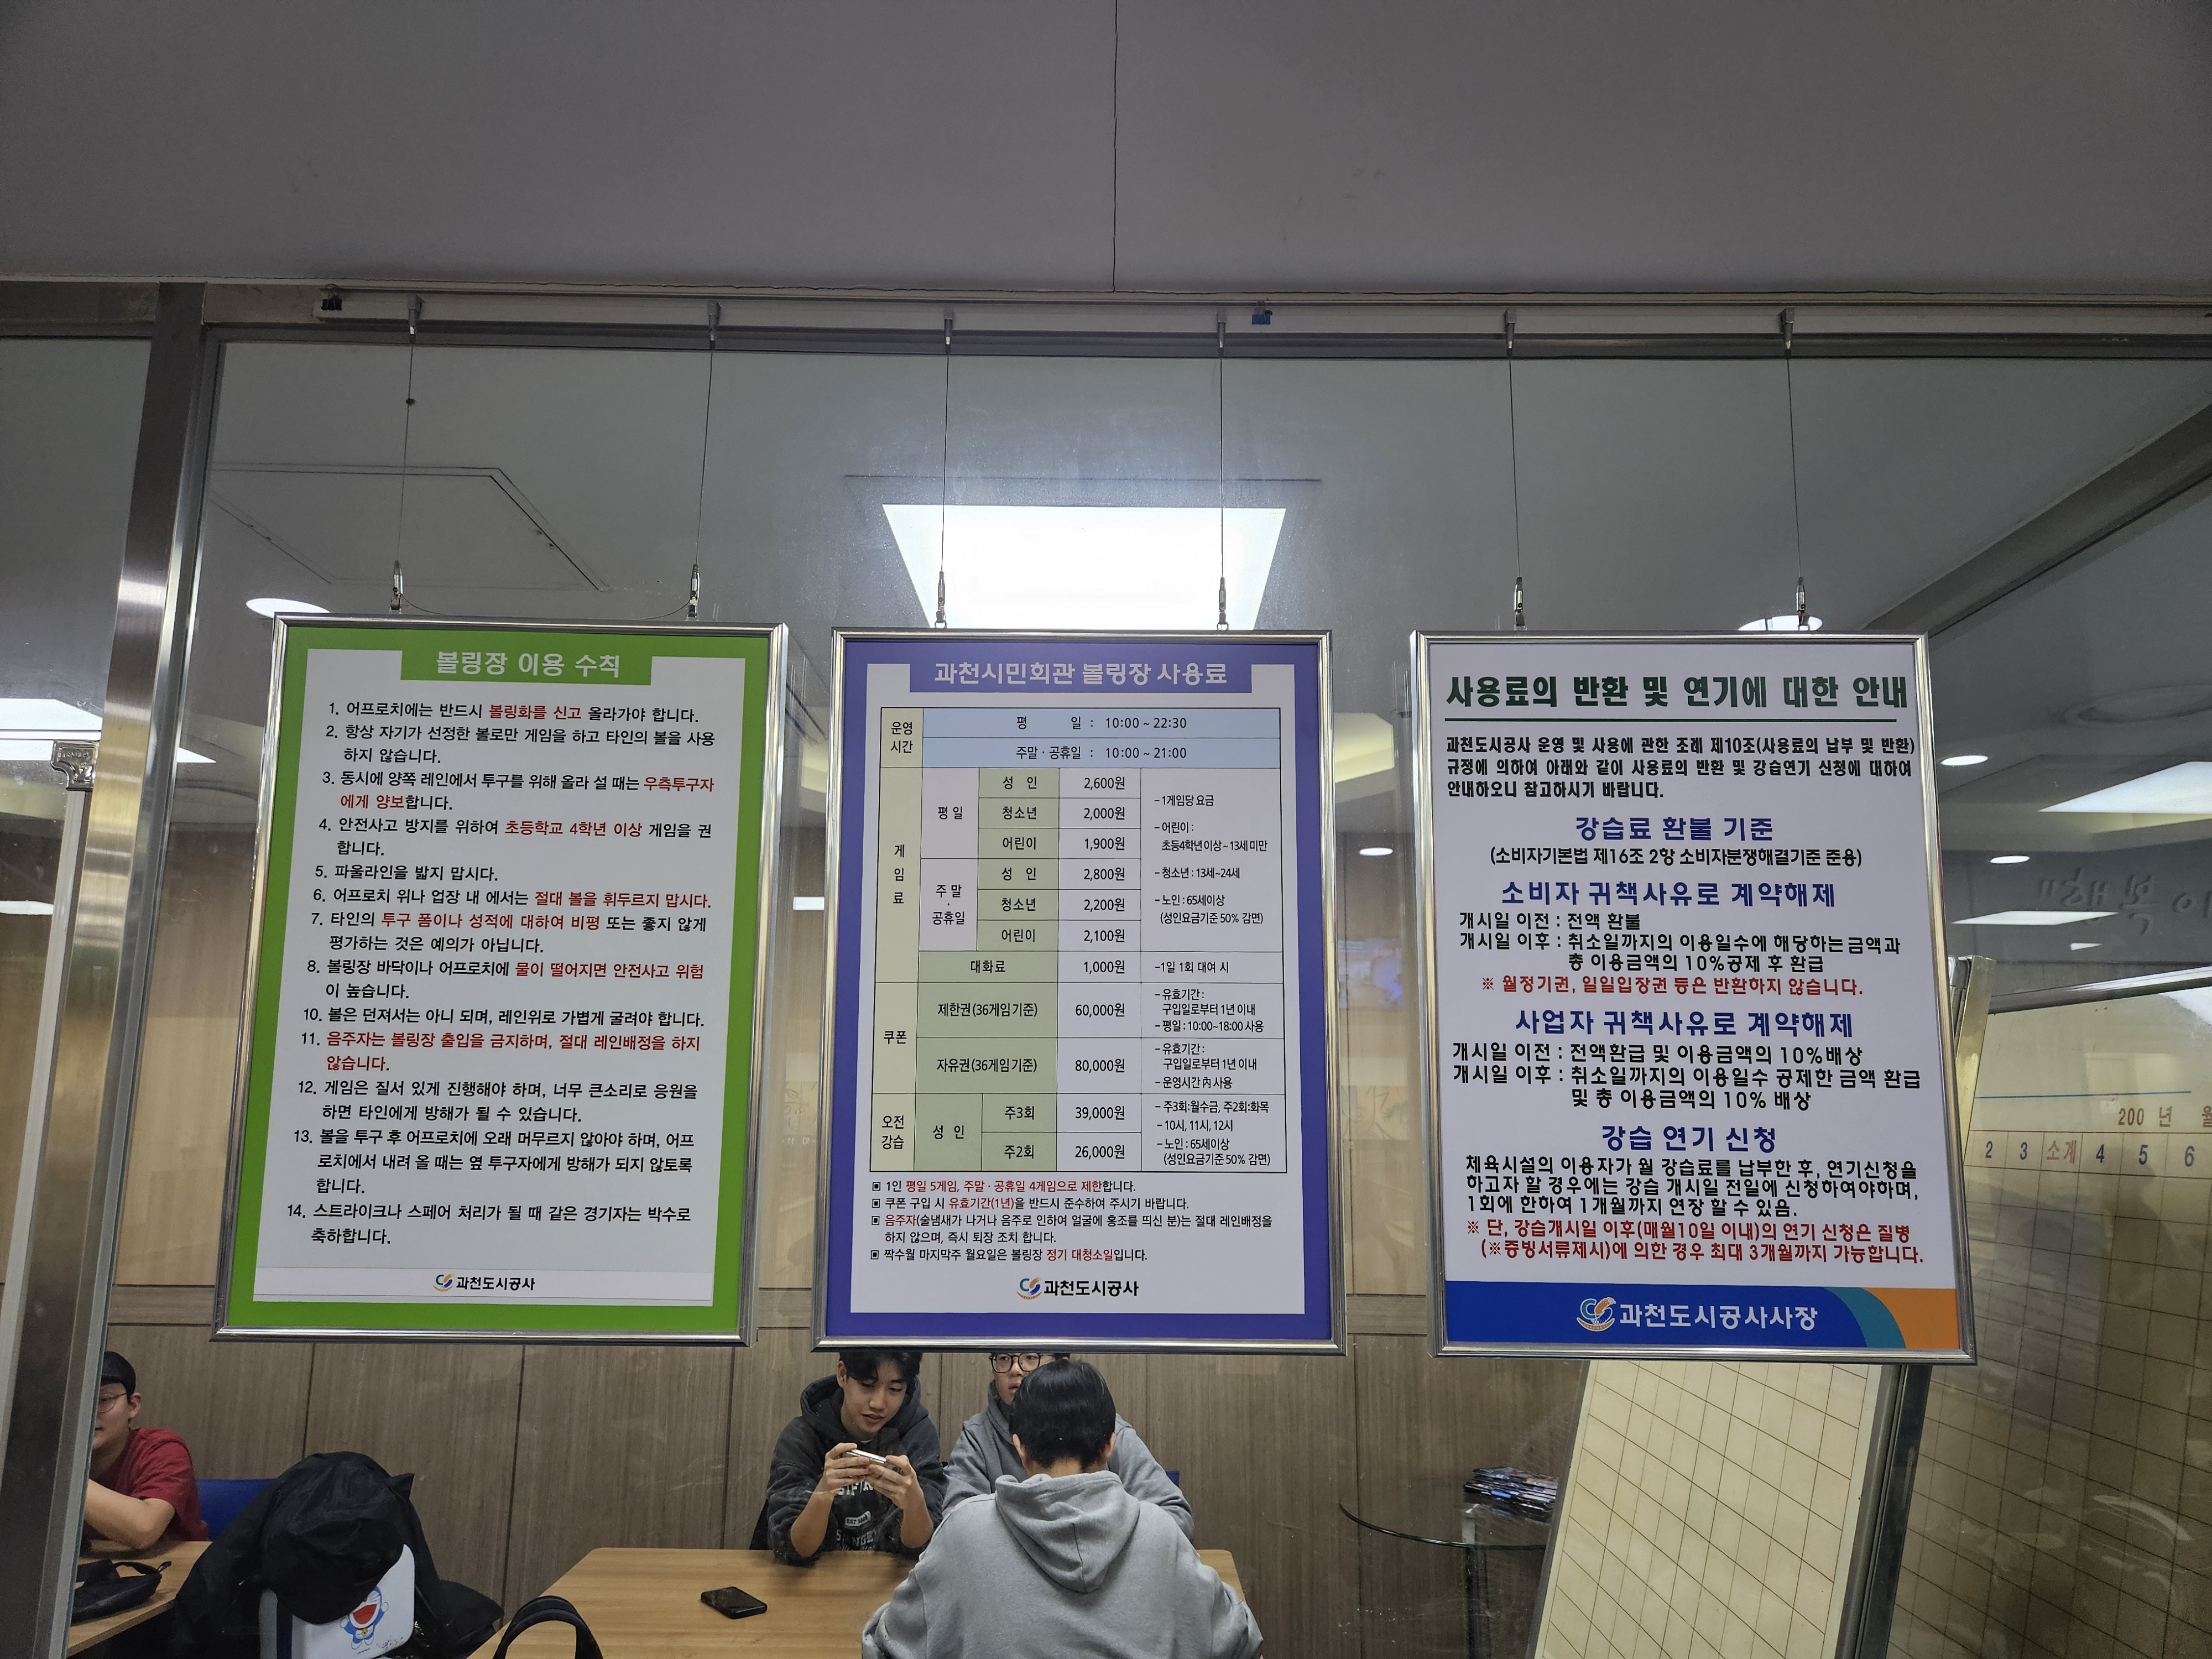 볼링장 이용 수칙
1. 어프로치에는 반드시 볼링화를 신고 올라가야 합니다.
2. 항상 자기가 선정한 볼로만 게임을 하고 타인의 볼을 사용
하지 않습니다.
3. 동시에 양쪽 레인에서 투구를 위해 올라 설 때는 우측투구자
에게 양보합니다.
4. 안전사고 방지를 위하여 초등학교 4학년 이상 게임을 권
합니다.
5. 파울라인을 밟지 맙시다.
6. 어프로치 위나 업장 내 에서는 절대 볼을 휘두르지 맙시다.
7. 타인의 투구 폼이나 성적에 대하여 비평 또는 좋지 않게
평가하는 것은 예의가 아닙니다.
8. 볼링장 바닥이나 어프로치에 물이 떨어지면 안전사고 위험
이 높습니다.
10. 볼은 던져서는 아니 되며, 레인위로 가볍게 굴려야 합니다.
11. 음주자는 볼링장 출입을 금지하며, 절대 레인배정을 하지
않습니다.
12. 게임은 질서 있게 진행해야 하며, 너무 큰소리로 응원을
하면 타인에게 방해가 될 수 있습니다.
13. 볼을 투구 후 어프로치에 오래 머무르지 않아야 하며, 어프
로치에서 내려 올 때는 옆 투구자에게 방해가 되지 않토록
합니다.
14. 스트라이크나 스페어 처리가 될 때 같은 경기자는 박수로
축하합니다.
과천도시공사
과천시민회관 볼링장 사용료
운영
시간
평 일 : 10:00 ~ 22:30
주말 · 공휴일 : 10:00 ~ 21:00
게
임
료
평 일
성 인 2,600원
청소년 2,000원
어린이 1,900원
주 말
·
공휴일
성 인 2,800원
청소년 2,200원
어린이 2,100원
- 1게임당 요금
- 어린이 :
초등4학년 이상 ~ 13세 미만
- 청소년 : 13세~24세
- 노인 : 65세이상
(성인요금기준 50% 감면)
대화료 1,000원 -1일 1회 대여 시
쿠폰
제한권(36게임기준) 60,000원
- 유효기간 :
구입일로부터 1년 이내
- 평일 : 10:00~18:00 사용
자유권(36게임기준) 80,000원
- 유효기간 :
구입일로부터 1년 이내
- 운영시간 內 사용
오전
강습
성 인
주3회 39,000원
주2회 26,000원
- 주3회:월수금, 주2회:화목
- 10시, 11시, 12시
- 노인 : 65세이상
(성인요금기준 50% 감면)
▣ 1인 평일 5게임, 주말 · 공휴일 4게임으로 제한합니다.
▣ 쿠폰 구입 시 유효기간(1년)을 반드시 준수하여 주시기 바랍니다.
▣ 음주자(술냄새가 나거나 음주로 인하여 얼굴에 홍조를 띄신 분)는 절대 레인배정을
하지 않으며, 즉시 퇴장 조치 합니다.
▣ 짝수월 마지막주 월요일은 볼링장 정기 대청소일입니다.
과천도시공사
사용료의 반환 및 연기에 대한 안내
과천도시공사 운영 및 사용에 관한 조례 제10조(사용료의 납부 및 반환)
규정에 의하여 아래와 같이 사용료의 반환 및 강습연기 신청에 대하여
안내하오니 참고하시기 바랍니다.
강습료 환불 기준
(소비자기본법 제16조 2항 소비자분쟁해결기준 준용)
소비자 귀책사유로 계약해제
개시일 이전 : 전액 환불
개시일 이후 : 취소일까지의 이용일수에 해당하는 금액과
총 이용금액의 10%공제 후 환급
※ 월정기권, 일일입장권 등은 반환하지 않습니다.
사업자 귀책사유로 계약해제
개시일 이전 : 전액환급 및 이용금액의 10%배상
개시일 이후 : 취소일까지의 이용일수 공제한 금액 환급
및 총 이용금액의 10% 배상
강습 연기 신청
체육시설의 이용자가 월 강습료를 납부한 후, 연기신청을
하고자 할 경우에는 강습 개시일 전일에 신청하여야하며,
1회에 한하여 1개월까지 연장 할 수 있음.
※ 단, 강습개시일 이후(매월10일 이내)의 연기 신청은 질병
(※증빙서류제시)에 의한 경우 최대 3개월까지 가능합니다.
과천도시공사사장
200 년 월
2 3 소계 4 5 6